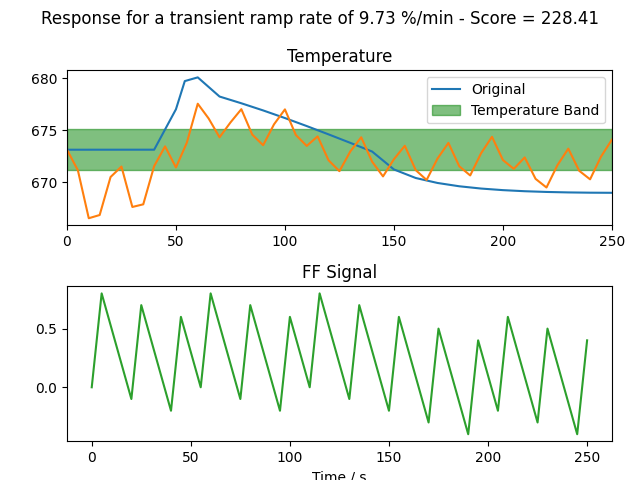 Response for a transient ramp rate of 9.73 %/min - Score = 228.41
Temperature
680
675
670
Original
Temperature Band
0 50 100 150 200 250
FF Signal
0.5
0.0
0 50 100 150 200 250
Time / s